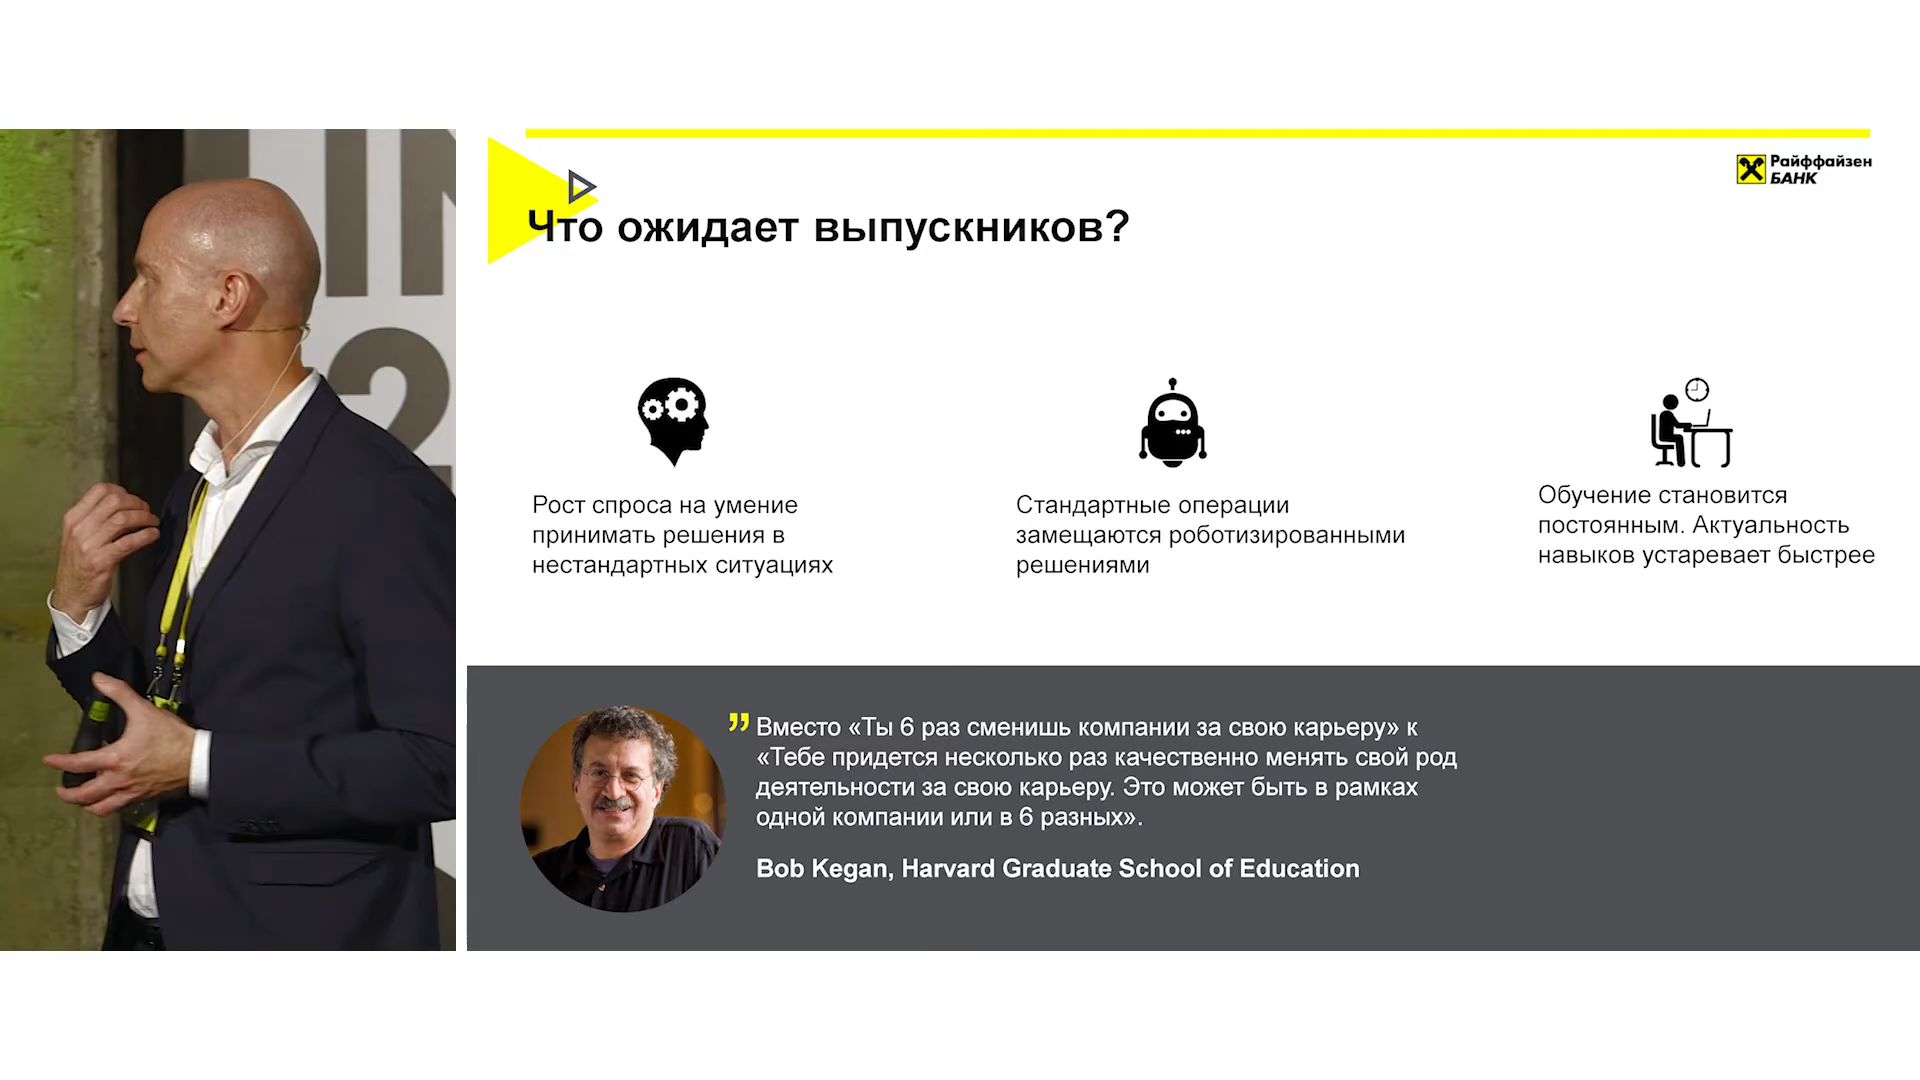 IN
2
Райффайзен
БАНК
Что ожидает выпускников?
Рост спроса на умение
принимать решения в
нестандартных ситуациях
Стандартные операции
замещаются роботизированными
решениями
Обучение становится
постоянным. Актуальность
навыков устаревает быстрее
” Вместо «Ты 6 раз сменишь компании за свою карьеру» к
«Тебе придется несколько раз качественно менять свой род
деятельности за свою карьеру. Это может быть в рамках
одной компании или в 6 разных».
Bob Kegan, Harvard Graduate School of Education